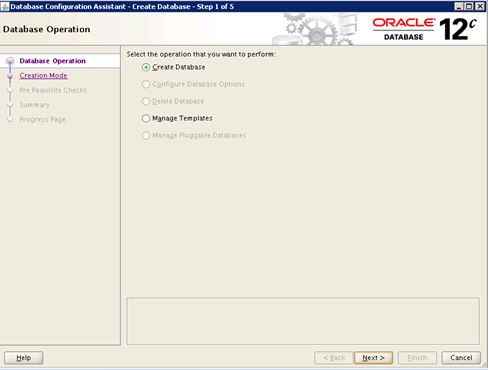 Database Configuration Assistant - Create Database - Step 1 of 5
Database Operation
ORACLE
DATABASE 12c
Database Operation
Creation Mode
Pre Requisite Checks
Summary
Progress Page
Select the operation that you want to perform:
Create Database
Configure Database Options
Delete Database
Manage Templates
Manage Pluggable Databases
Help
< Back
Next >
Finish
Cancel